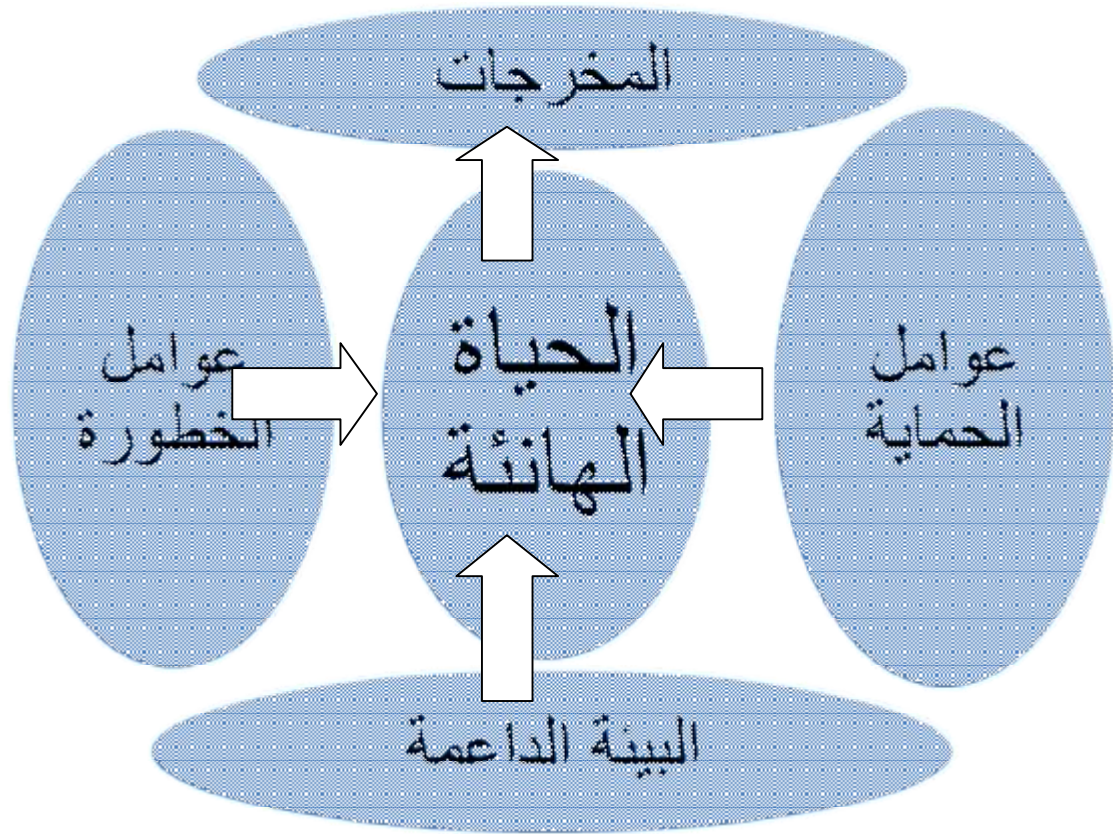 المخرجات
عوامل
الحماية
الحياة
الهانئة
عوامل
الخطورة
البيئة الداعمة